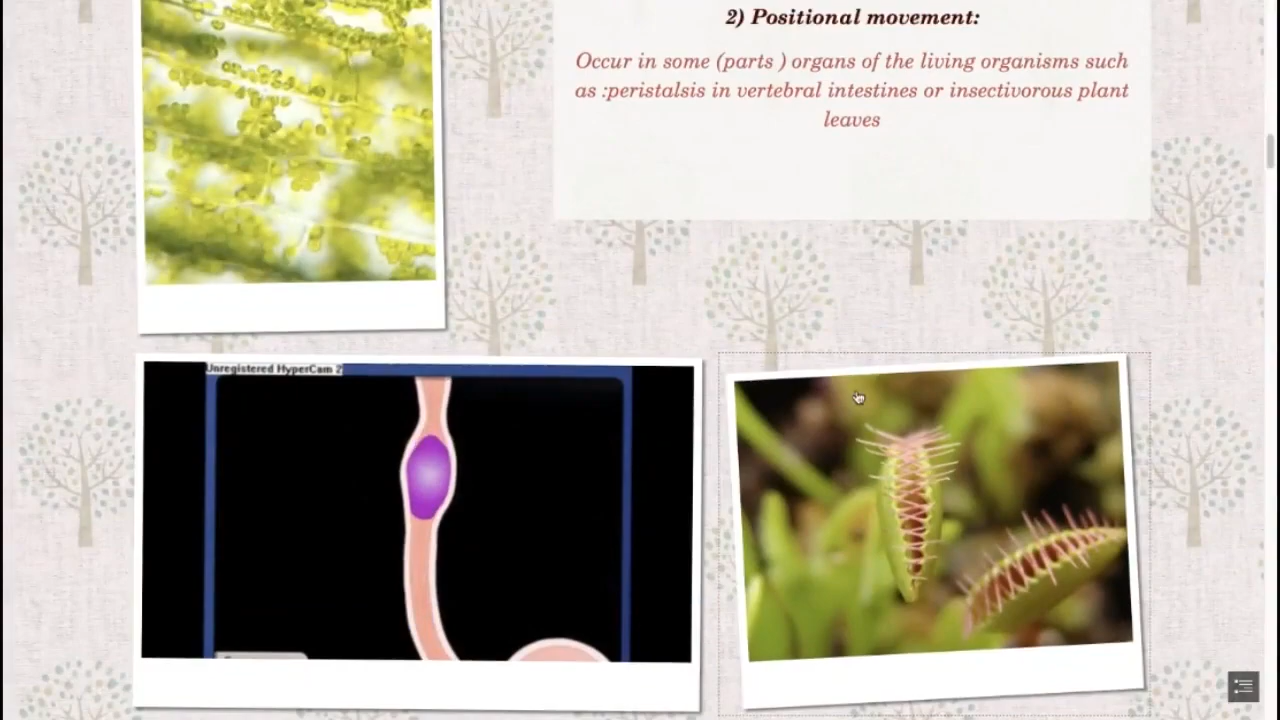 2) Positional movement:
Occur in some (parts ) organs of the living organisms such
as :peristalsis in vertebral intestines or insectivorous plant
leaves
Unregistered HyperCam 2